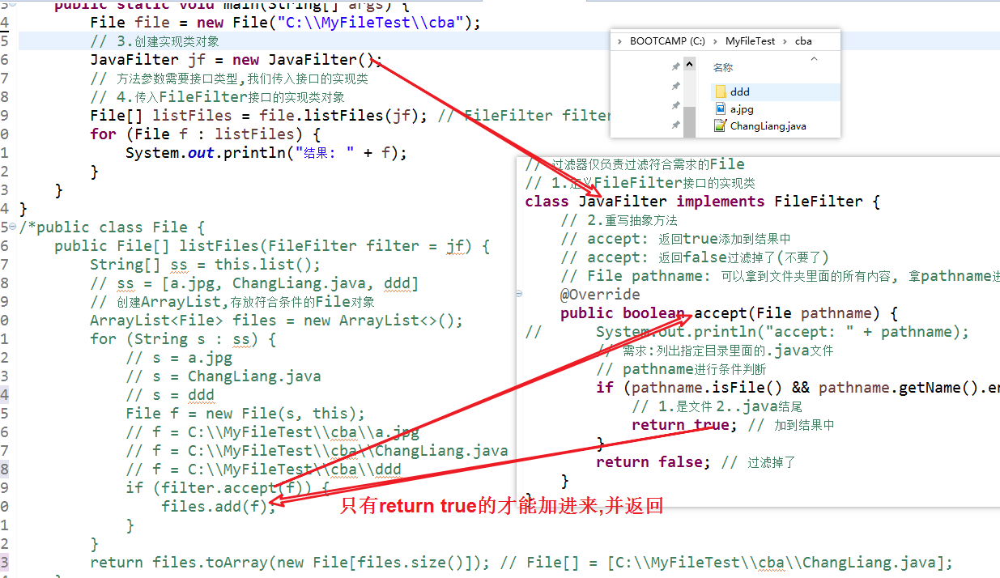 public static void main(String[] args) {
File file = new File("C:\\MyFileTest\\cba");
// 3.创建实现类对象
JavaFilter jf = new JavaFilter();
// 方法参数需要接口类型,我们传入接口的实现类
// 4.传入FileFilter接口的实现类对象
File[] listFiles = file.listFiles(jf); // FileFilter filter
for (File f : listFiles) {
System.out.println("结果: " + f);
}
}
}
/*public class File {
public File[] listFiles(FileFilter filter = jf) {
String[] ss = this.list();
// ss = [a.jpg, ChangLiang.java, ddd]
// 创建ArrayList,存放符合条件的File对象
ArrayList<File> files = new ArrayList<>();
for (String s : ss) {
// s = a.jpg
// s = ChangLiang.java
// s = ddd
File f = new File(s, this);
// f = C:\\MyFileTest\\cba\\a.jpg
// f = C:\\MyFileTest\\cba\\ChangLiang.java
// f = C:\\MyFileTest\\cba\\ddd
if (filter.accept(f)) {
files.add(f);
}
}
return files.toArray(new File[files.size()]); // File[] = [C:\\MyFileTest\\cba\\ChangLiang.java];
BOOTCAMP (C:) › MyFileTest › cba
名称
ddd
a.jpg
ChangLiang.java
// 过滤器仅负责过滤符合需求的File
// 1.定义FileFilter接口的实现类
class JavaFilter implements FileFilter {
// 2.重写抽象方法
// accept: 返回true添加到结果中
// accept: 返回false过滤掉了(不要了)
// File pathname: 可以拿到文件夹里面的所有内容, 拿pathname进
@Override
public boolean accept(File pathname) {
// System.out.println("accept: " + pathname);
// 需求:列出指定目录里面的.java文件
// pathname进行条件判断
if (pathname.isFile() && pathname.getName().en
// 1.是文件 2..java结尾
return true; // 加到结果中
}
return false; // 过滤掉了
}
}
只有return true的才能加进来,并返回